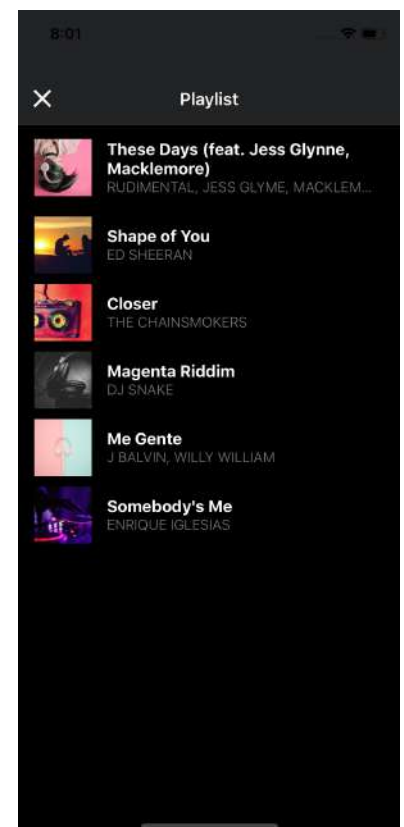 8:01
Playlist
These Days (feat. Jess Glynne,
Macklemore)
RUDIMENTAL, JESS GLYME, MACKLEM...
Shape of You
ED SHEERAN
Closer
THE CHAINSMOKERS
Magenta Riddim
DJ SNAKE
Me Gente
J BALVIN, WILLY WILLIAM
Somebody's Me
ENRIQUE IGLESIAS